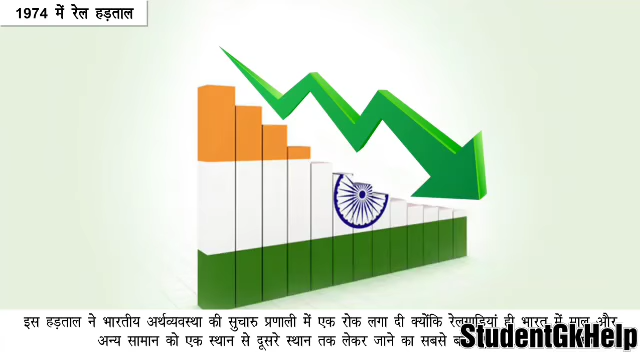 1974 में रेल हड़ताल
इस हड़ताल ने भारतीय अर्थव्यवस्था की सुचारु प्रणाली में एक रोक लगा दी क्योंकि रेलगाड़ियां ही भारत में माल और
अन्य सामान को एक स्थान से दूसरे स्थान तक लेकर जाने का सबसे
StudentGkHelp